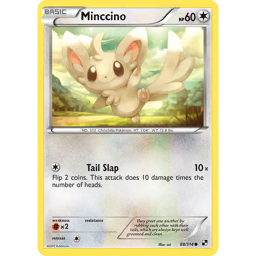 BASIC
Minccino
HP60
NO. 572 Chinchilla Pokémon HT: 1'04" WT: 12.8 lbs.
Tail Slap 10×
Flip 2 coins. This attack does 10 damage times the
number of heads.
weakness
resistance
×2
retreat
They greet one another by
rubbing each other with their
tails, which are always kept well
groomed and clean.
Illus.
88/114